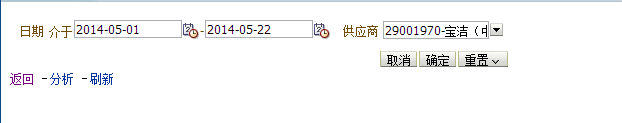 日期 介于 2014-05-01 - 2014-05-22 供应商 29001970-宝洁（中
取消 确定 重置
返回 - 分析 - 刷新